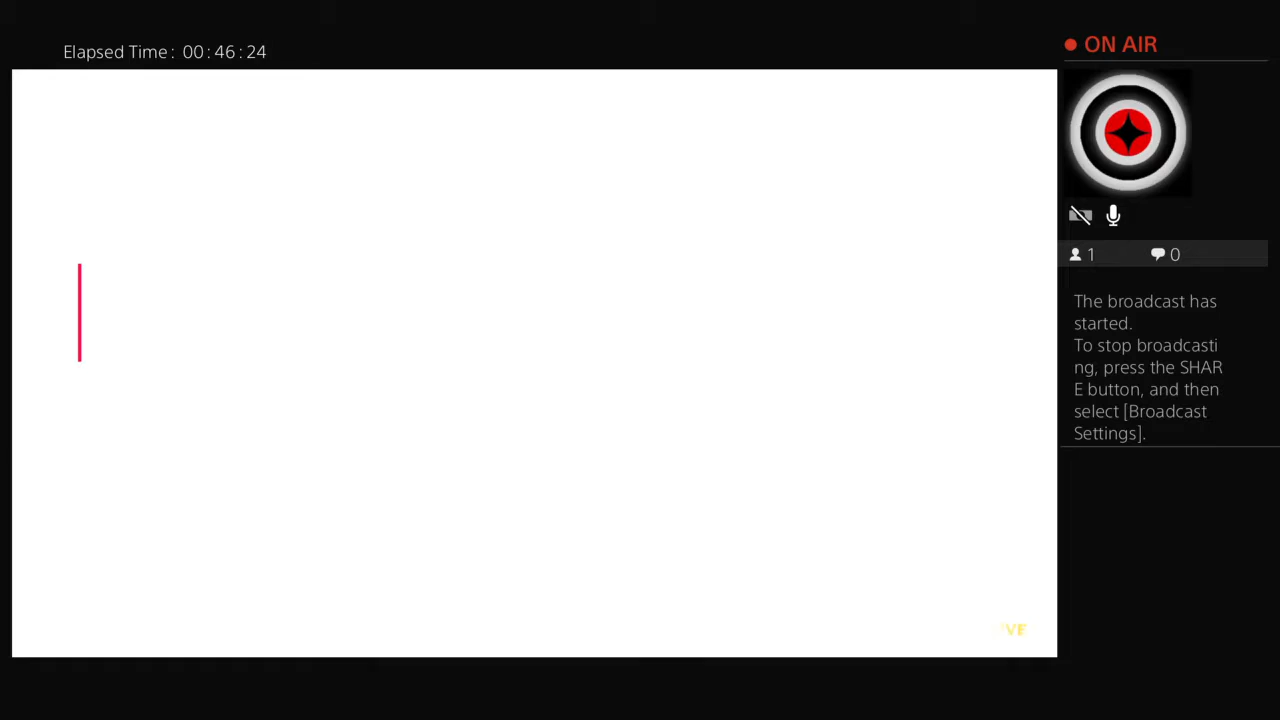 Elapsed Time: 00:46:24
ON AIR
1 0
The broadcast has
started.
To stop broadcasti
ng, press the SHAR
E button, and then
select [Broadcast
Settings].